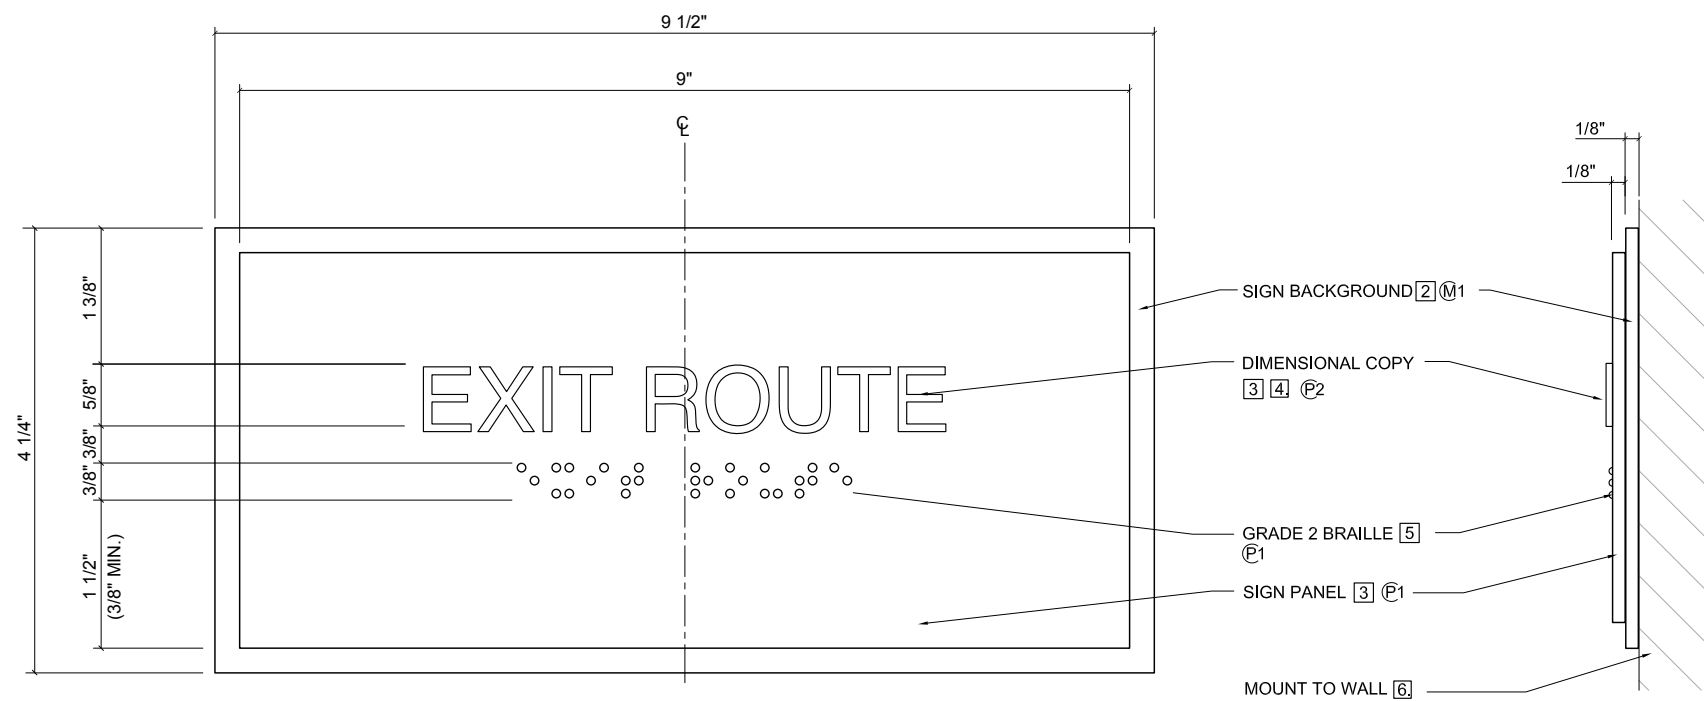 9 1/2"
9"
℄
1/8"
1/8"
4 1/4"
1 3/8"
5/8"
3/8"
3/8"
1 1/2"
(3/8" MIN.)
EXIT ROUTE
⠑⠭⠊⠞ ⠗⠕⠥⠞⠑
SIGN BACKGROUND 2 M1
DIMENSIONAL COPY
3 4. P2
GRADE 2 BRAILLE 5
P1
SIGN PANEL 3 P1
MOUNT TO WALL 6.